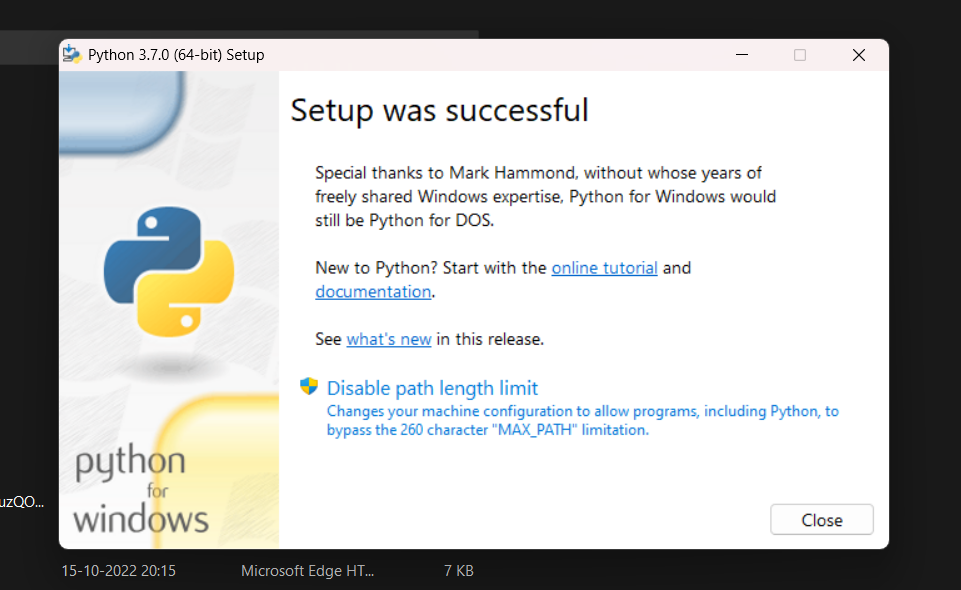 Python 3.7.0 (64-bit) Setup
Setup was successful
Special thanks to Mark Hammond, without whose years of
freely shared Windows expertise, Python for Windows would
still be Python for DOS.
New to Python? Start with the online tutorial and
documentation.
See what's new in this release.
Disable path length limit
Changes your machine configuration to allow programs, including Python, to
bypass the 260 character "MAX_PATH" limitation.
python
for
windows
uzQO...
Close
15-10-2022 20:15 Microsoft Edge HT... 7 KB